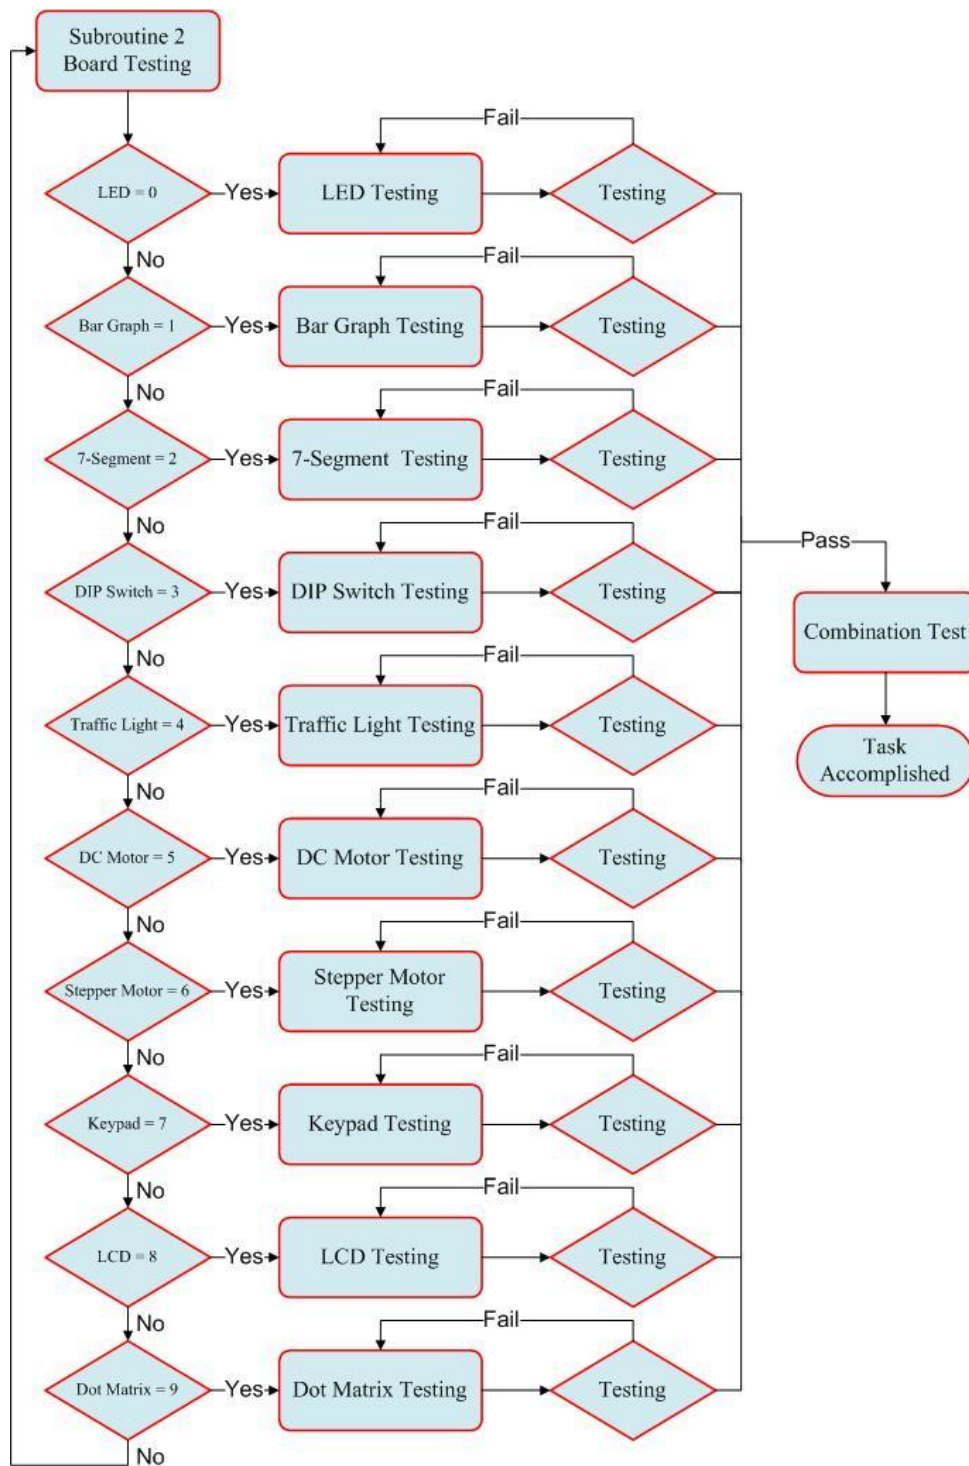 Subroutine 2
Board Testing
Fail
LED = 0
Yes
LED Testing
Testing
No
Fail
Bar Graph = 1
Yes
Bar Graph Testing
Testing
No
Fail
7-Segment = 2
Yes
7-Segment Testing
Testing
No
Fail
Pass
DIP Switch = 3
Yes
DIP Switch Testing
Testing
Combination Test
No
Fail
Traffic Light = 4
Yes
Traffic Light Testing
Testing
Task
Accomplished
No
Fail
DC Motor = 5
Yes
DC Motor Testing
Testing
No
Fail
Stepper Motor = 6
Yes
Stepper Motor
Testing
Testing
No
Fail
Keypad = 7
Yes
Keypad Testing
Testing
No
Fail
LCD = 8
Yes
LCD Testing
Testing
No
Fail
Dot Matrix = 9
Yes
Dot Matrix Testing
Testing
No